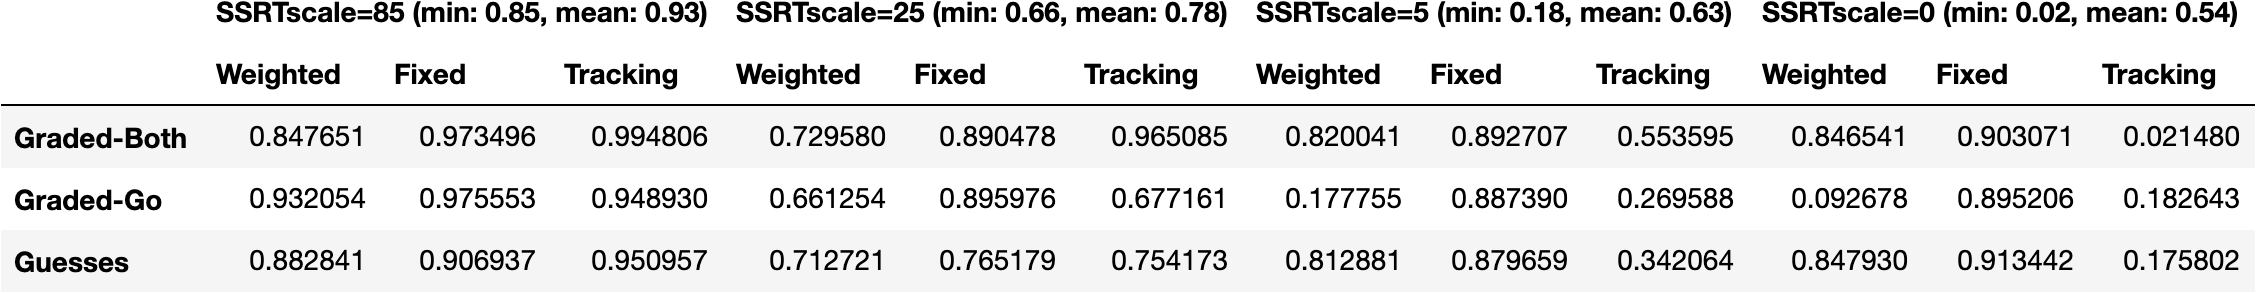 SSRTscale=85 (min: 0.85, mean: 0.93) SSRTscale=25 (min: 0.66, mean: 0.78) SSRTscale=5 (min: 0.18, mean: 0.63) SSRTscale=0 (min: 0.02, mean: 0.54)
Weighted Fixed Tracking Weighted Fixed Tracking Weighted Fixed Tracking Weighted Fixed Tracking
Graded-Both 0.847651 0.973496 0.994806 0.729580 0.890478 0.965085 0.820041 0.892707 0.553595 0.846541 0.903071 0.021480
Graded-Go 0.932054 0.975553 0.948930 0.661254 0.895976 0.677161 0.177755 0.887390 0.269588 0.092678 0.895206 0.182643
Guesses 0.882841 0.906937 0.950957 0.712721 0.765179 0.754173 0.812881 0.879659 0.342064 0.847930 0.913442 0.175802